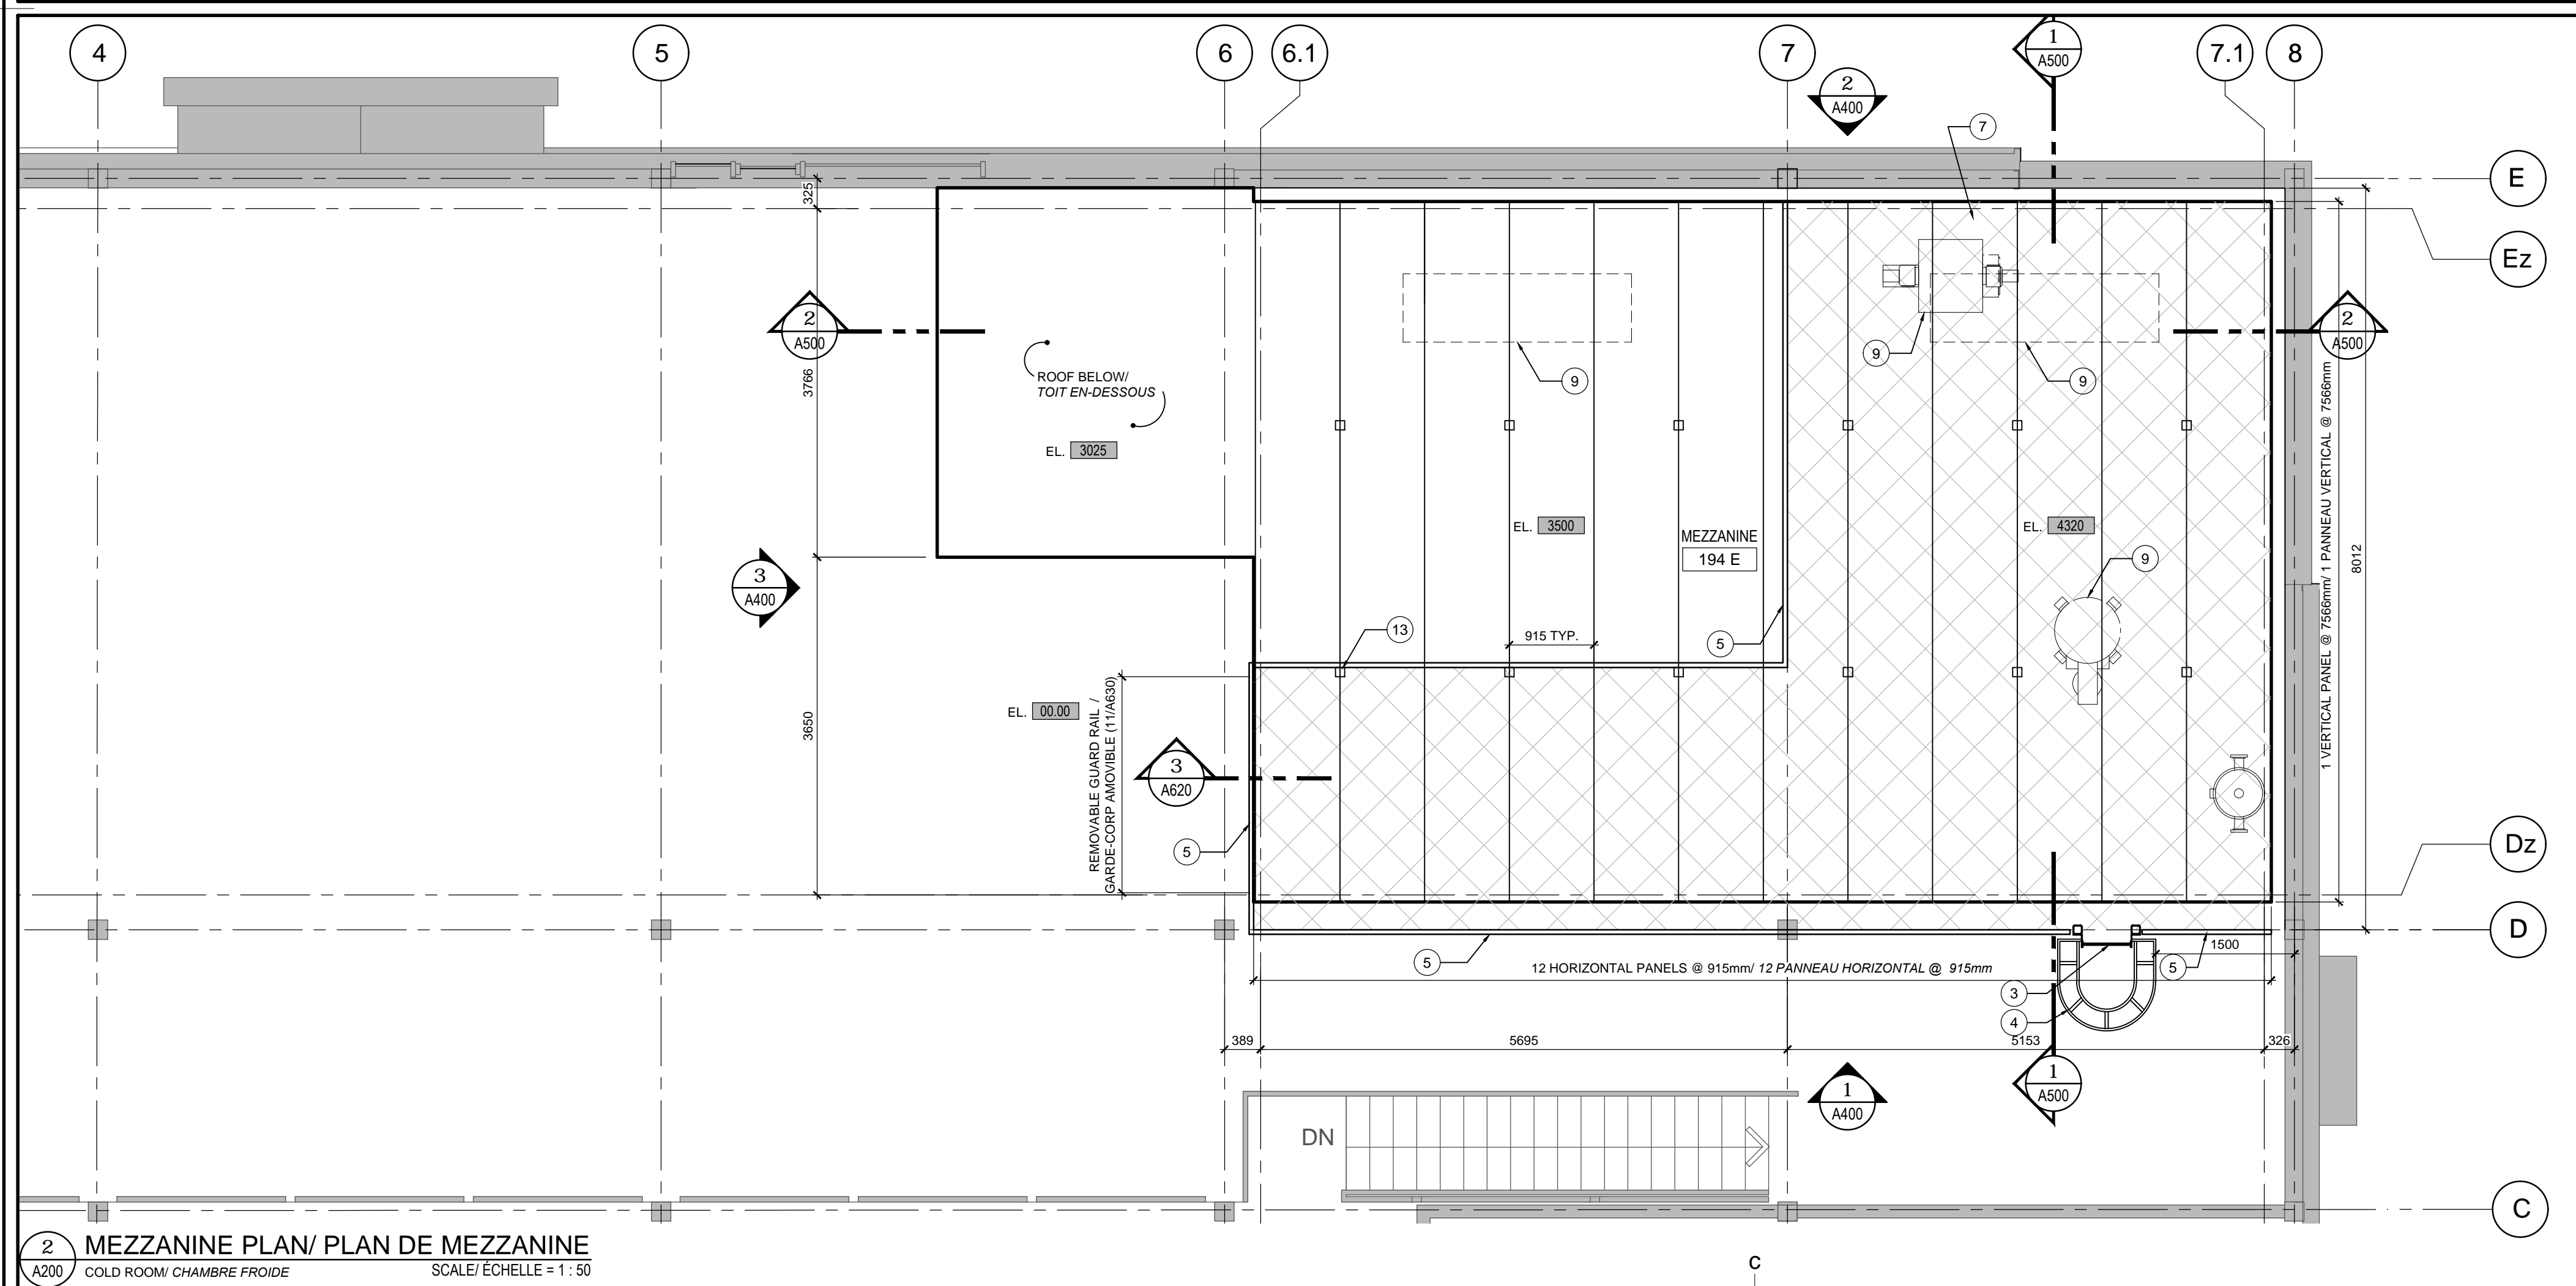 4
5
6
6.1
1
A500
7
7.1
8
2
A400
7
E
325
Ez
2
A500
2
A500
9
9
9
ROOF BELOW/
TOIT EN-DESSOUS
3766
EL. 3025
EL. 3500
EL. 4320
MEZZANINE
194 E
1 VERTICAL PANEL @ 7566mm/ 1 PANNEAU VERTICAL @ 7566mm
8012
9
3
A400
13
915 TYP.
5
EL. 00.00
3650
REMOVABLE GUARD RAIL /
GARDE-CORP AMOVIBLE (11/A630)
3
A620
5
Dz
D
1500
5
12 HORIZONTAL PANELS @ 915mm/ 12 PANNEAU HORIZONTAL @ 915mm
5
3
4
389
5695
5153
326
1
A400
1
A500
DN
C
2
A200
MEZZANINE PLAN/ PLAN DE MEZZANINE
COLD ROOM/ CHAMBRE FROIDE
SCALE/ ÉCHELLE = 1 : 50
c